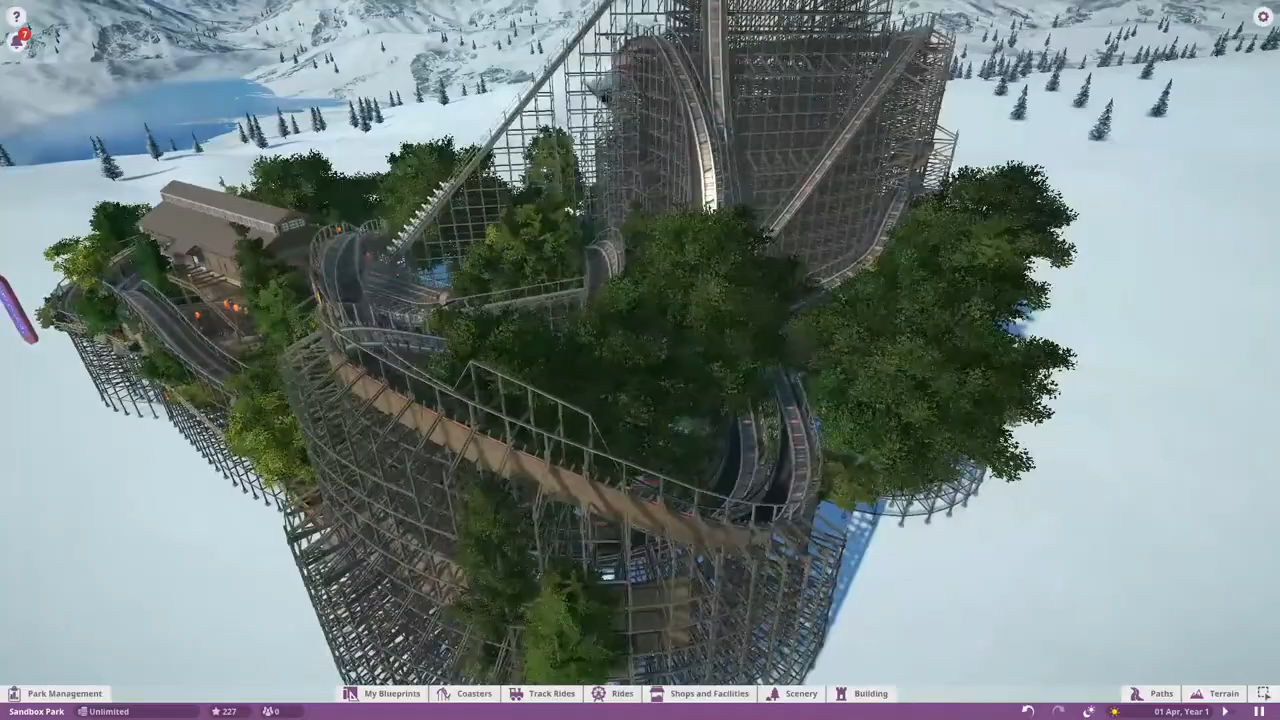 ?
7
Park Management
My Blueprints
Coasters
Track Rides
Rides
Shops and Facilities
Scenery
Building
Paths
Terrain
Sandbox Park
Unlimited
227
0
01 Apr, Year 1